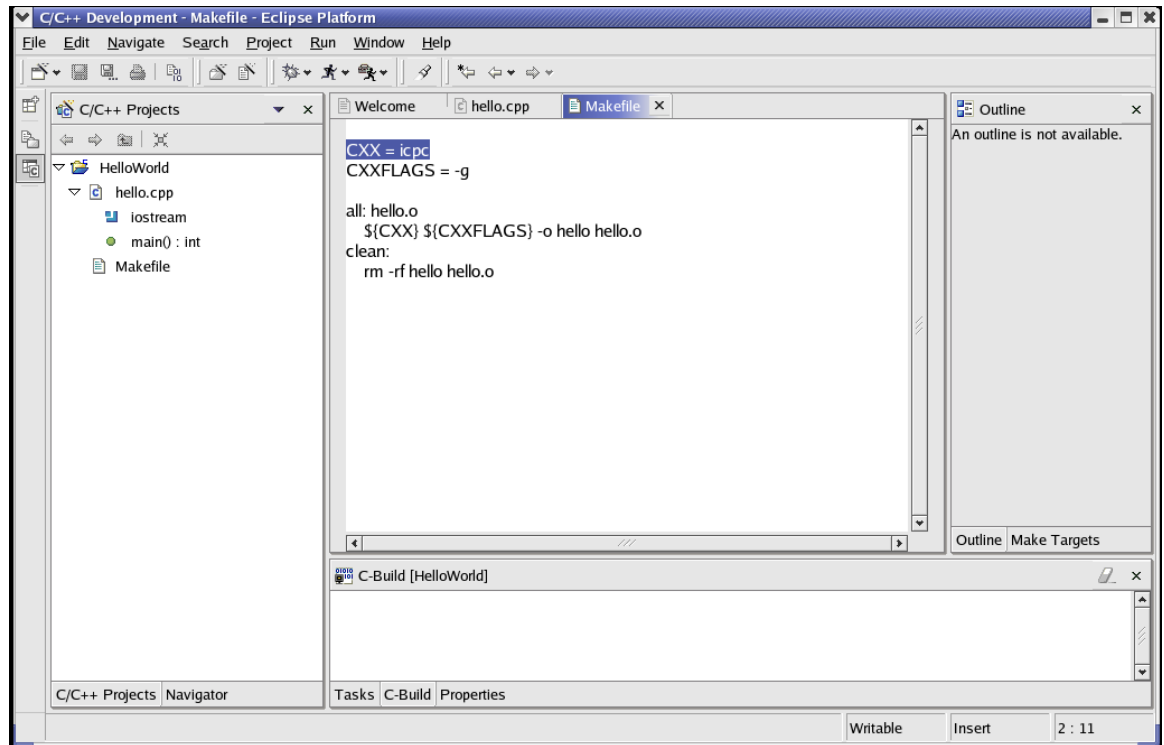 C/C++ Development - Makefile - Eclipse Platform
File Edit Navigate Search Project Run Window Help
C/C++ Projects
HelloWorld
hello.cpp
iostream
main() : int
Makefile
C/C++ Projects Navigator
Welcome hello.cpp Makefile
CXX = icpc
CXXFLAGS = -g
all: hello.o
${CXX} ${CXXFLAGS} -o hello hello.o
clean:
rm -rf hello hello.o
Outline
An outline is not available.
Outline Make Targets
C-Build [HelloWorld]
Tasks C-Build Properties
Writable Insert 2 : 11